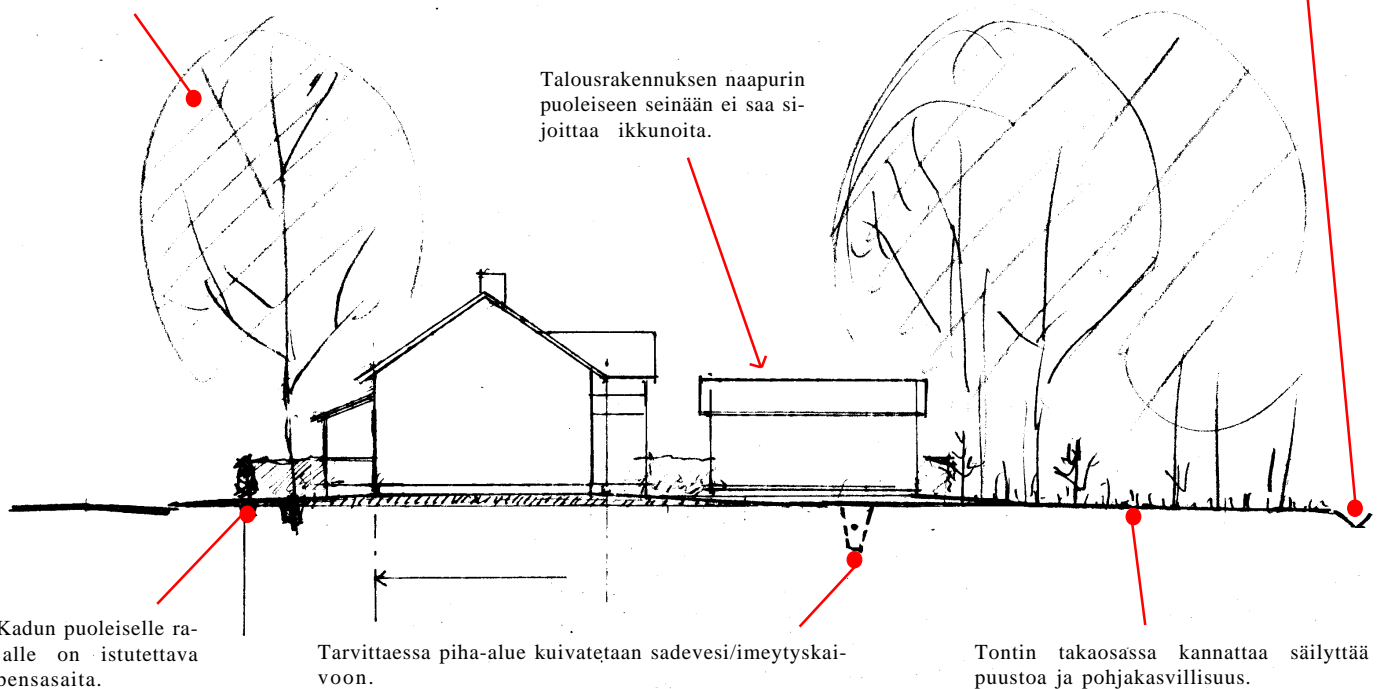 Talousrakennuksen naapurin
puoleiseen seinään ei saa si-
joittaa ikkunoita.
Kadun puoleiselle ra-
alle on istutettava
pensasaita.
Tarvittaessa piha-alue kuivatetaan sadevesi/imeytyskai-
voon.
Tontin takaosassa kannattaa säilyttää
puustoa ja pohjakasvillisuus.